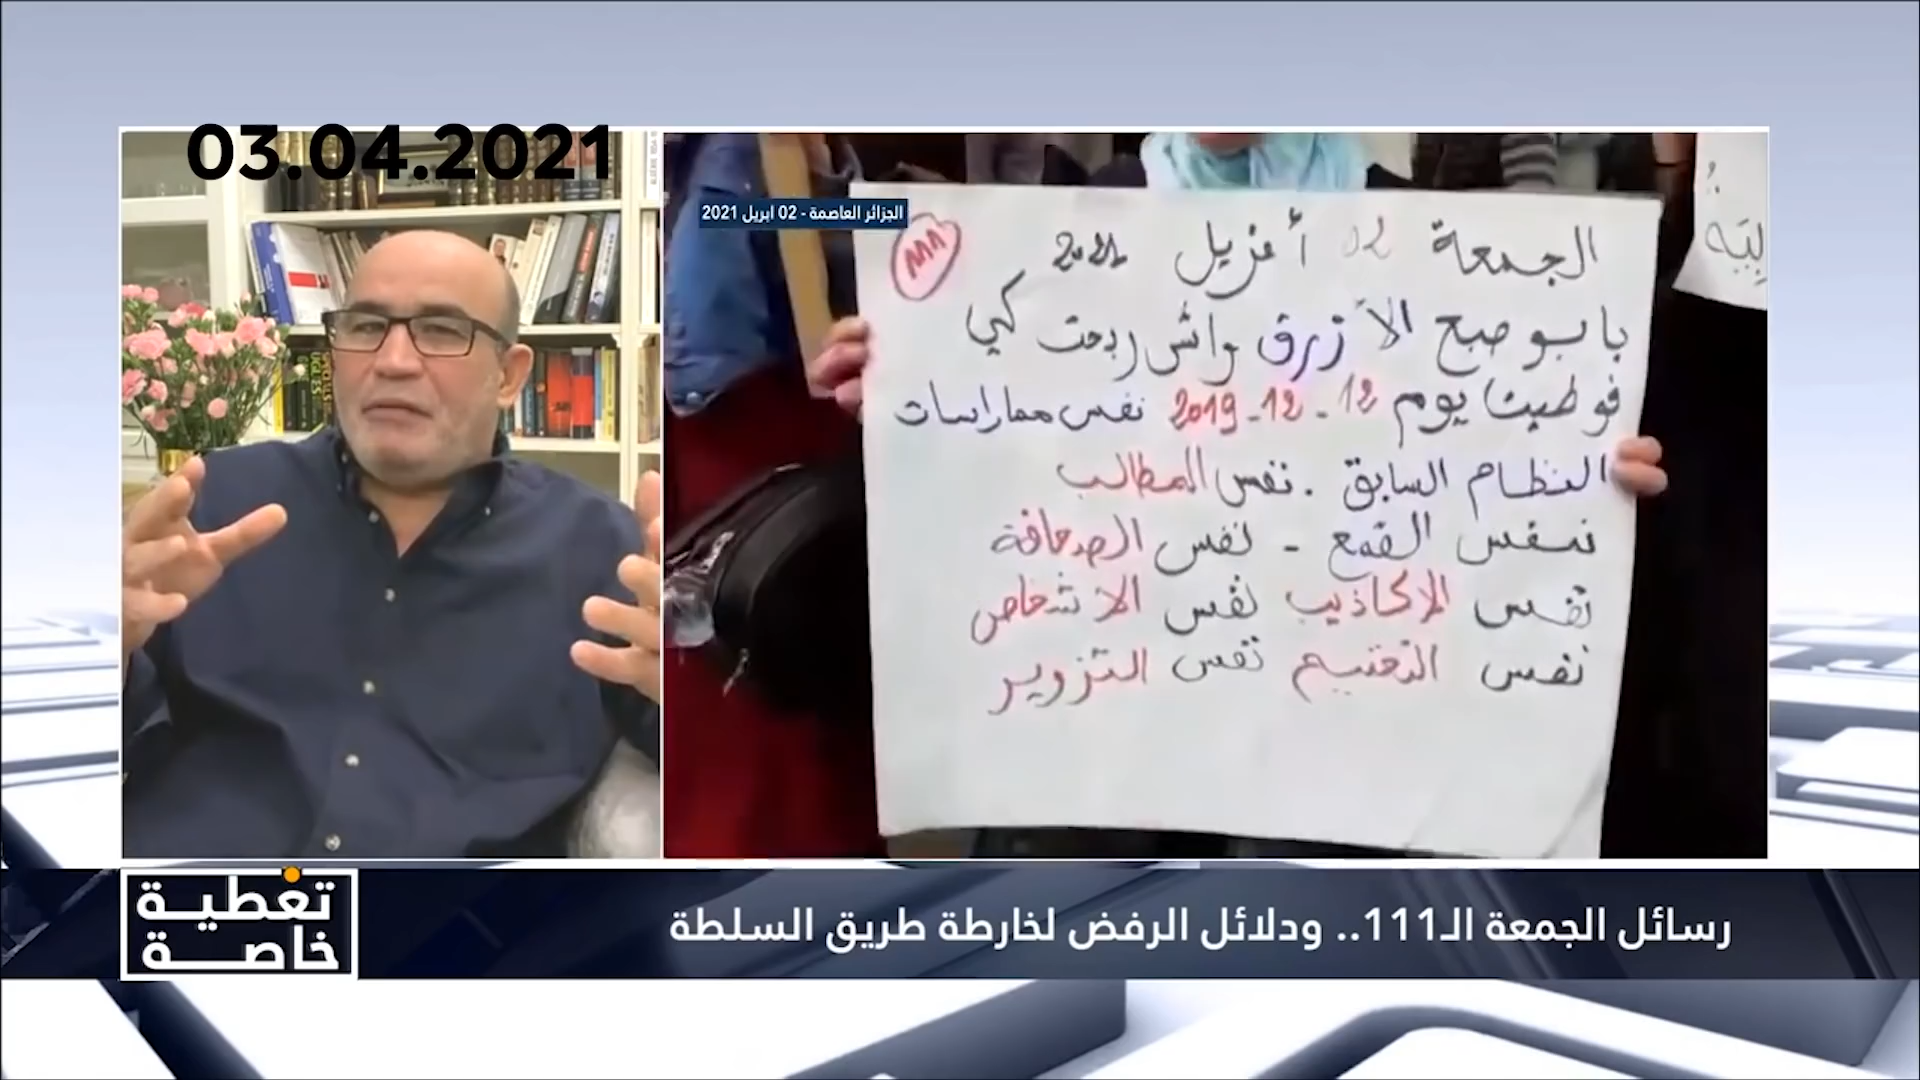 03.04.2021
الجزائر العاصمة - 02 ابريل 2021
111
الجمعة 02 أفريل 2021
بابوصبع الأزرق واش ربحت كي
فوطيت يوم 12-12-2019 نفس ممارسات
النظام السابق . نفس المطالب
نفس القمع - نفس الصحافة
نفس الاكاذيب نفس الاشخاص
نفس التعتيم نفس التزوير
رسائل الجمعة الـ111.. ودلائل الرفض لخارطة طريق السلطة
تغطية
خاصة